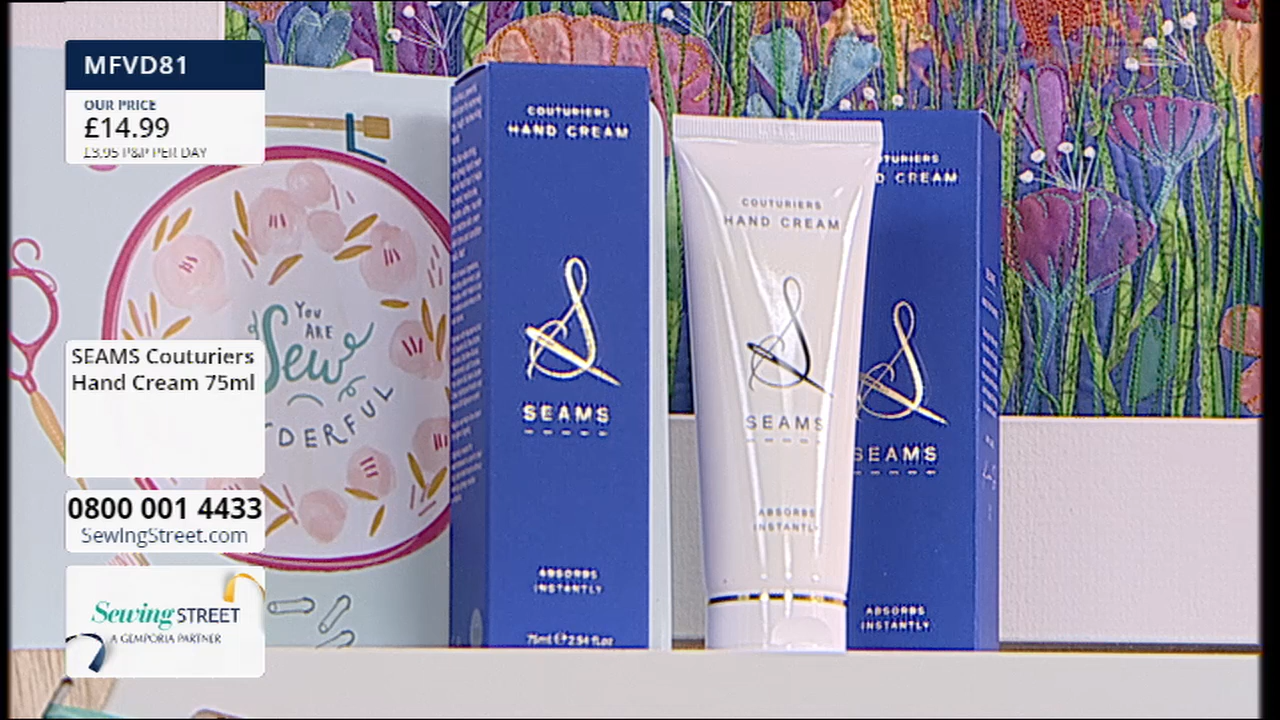 MFVD81
OUR PRICE
£14.99
£3.95 P&P PER DAY
SEAMS Couturiers
Hand Cream 75ml
0800 001 4433
SewingStreet.com
Sewing STREET
A GEMPORIA PARTNER
YOU
ARE
Sew
DERFUL
COUTURIERS
HAND CREAM
SEAMS
ABSORBS
INSTANTLY
75ml e 2.54 fl.oz
COUTURIERS
HAND CREAM
SEAMS
ABSORBS
INSTANTLY
TURIERS
D CREAM
SEAMS
ABSORBS
INSTANTLY